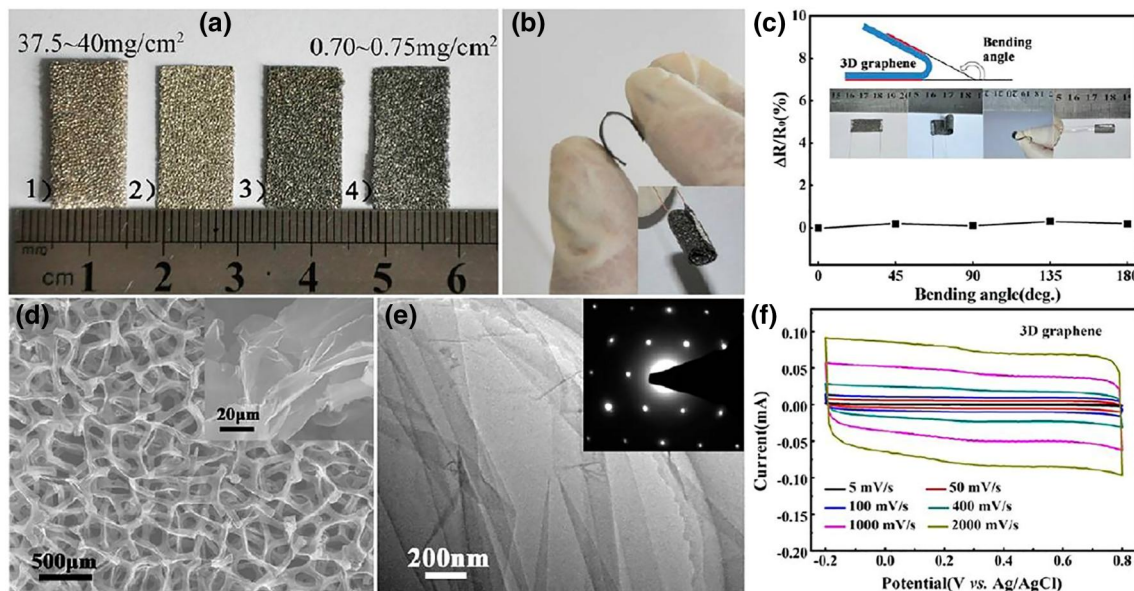 (a)
37.5~40mg/cm²
0.70~0.75mg/cm²
1)
2)
3)
4)
mm
cm 1 2 3 4 5 6
(b)
(c)
ΔR/R₀(%)
10
8
6
4
2
0
3D graphene
Bending
angle
0 45 90 135 180
Bending angle(deg.)
(d)
20μm
500μm
(e)
200nm
(f)
3D graphene
Current(mA)
0.10
0.05
0.00
-0.05
-0.10
-0.15
-0.20
5 mV/s 50 mV/s
100 mV/s 400 mV/s
1000 mV/s 2000 mV/s
-0.2 0.0 0.2 0.4 0.6 0.8
Potential(V vs. Ag/AgCl)